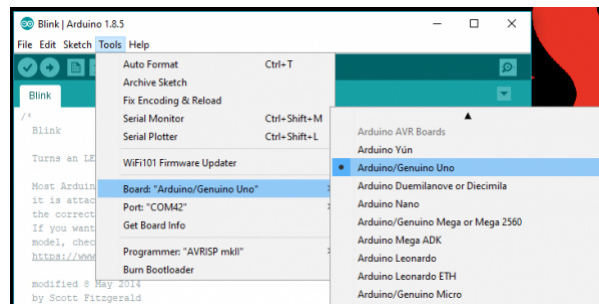 Blink | Arduino 1.8.5
File Edit Sketch Tools Help
Blink
/*
Blink
Turns an LE
Most Arduin
it is attac
the correct
If you want
model, chec
https://www
modified 8 May 2014
by Scott Fitzgerald
Auto Format Ctrl+T
Archive Sketch
Fix Encoding & Reload
Serial Monitor Ctrl+Shift+M
Serial Plotter Ctrl+Shift+L
WiFi101 Firmware Updater
Board: "Arduino/Genuino Uno"
Port: "COM42"
Get Board Info
Programmer: "AVRISP mkII"
Burn Bootloader
Arduino AVR Boards
Arduino Yún
Arduino/Genuino Uno
Arduino Duemilanove or Diecimila
Arduino Nano
Arduino/Genuino Mega or Mega 2560
Arduino Mega ADK
Arduino Leonardo
Arduino Leonardo ETH
Arduino/Genuino Micro